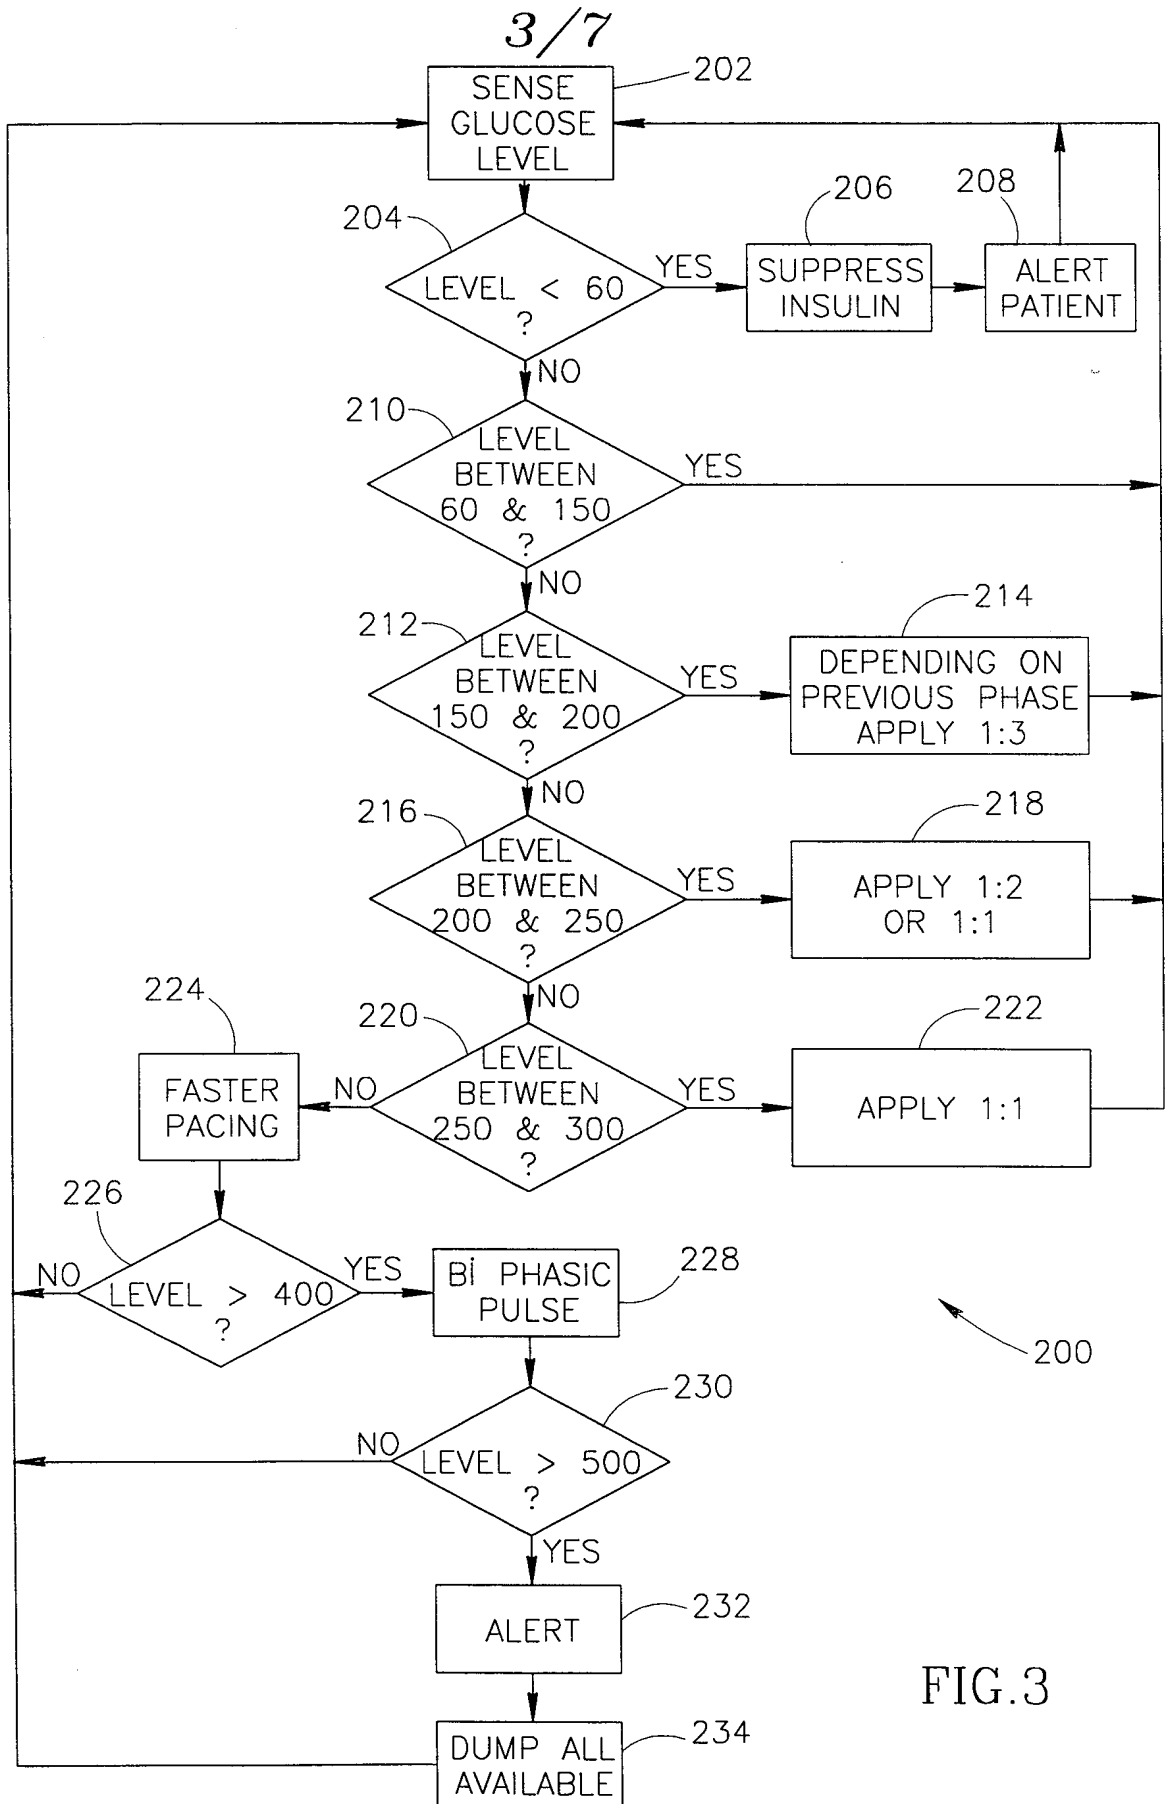 3/7
SENSE
GLUCOSE
LEVEL
202
204
LEVEL < 60
?
YES
206
SUPPRESS
INSULIN
208
ALERT
PATIENT
NO
210
LEVEL
BETWEEN
60 & 150
?
YES
NO
212
LEVEL
BETWEEN
150 & 200
?
YES
214
DEPENDING ON
PREVIOUS PHASE
APPLY 1:3
NO
216
LEVEL
BETWEEN
200 & 250
?
YES
218
APPLY 1:2
OR 1:1
NO
220
LEVEL
BETWEEN
250 & 300
?
YES
222
APPLY 1:1
NO
224
FASTER
PACING
226
LEVEL > 400
?
NO
YES
Bi PHASIC
PULSE
228
200
230
LEVEL > 500
?
NO
YES
ALERT
232
DUMP ALL
AVAILABLE
234
FIG.3